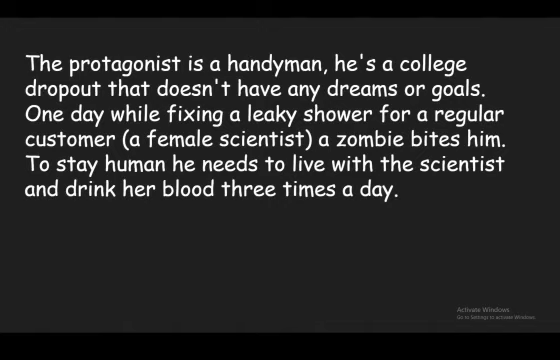 The protagonist is a handyman, he's a college
dropout that doesn't have any dreams or goals.
One day while fixing a leaky shower for a regular
customer (a female scientist) a zombie bites him.
To stay human he needs to live with the scientist
and drink her blood three times a day.
Activate Windows
Go to Settings to activate Windows.